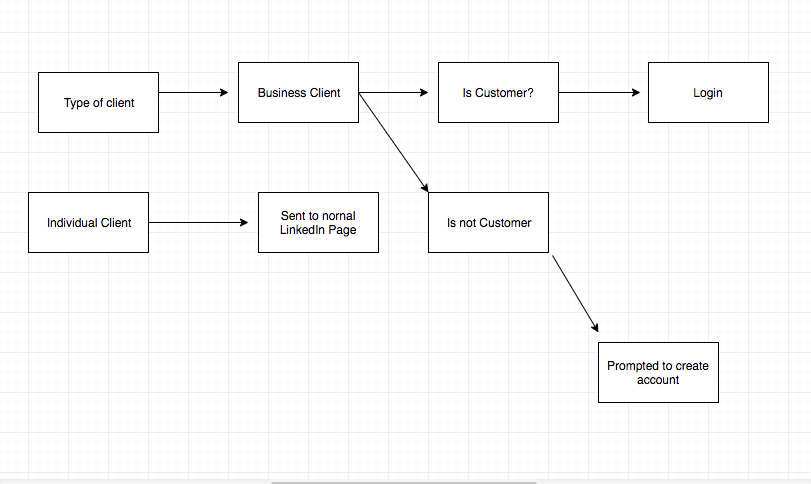 Type of client
Business Client
Is Customer?
Login
Individual Client
Sent to nornal
LinkedIn Page
Is not Customer
Prompted to create
account